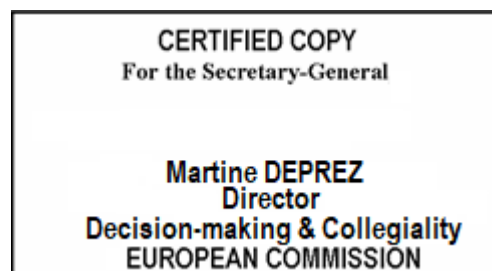 CERTIFIED COPY
For the Secretary-General
Martine DEPREZ
Director
Decision-making & Collegiality
EUROPEAN COMMISSION